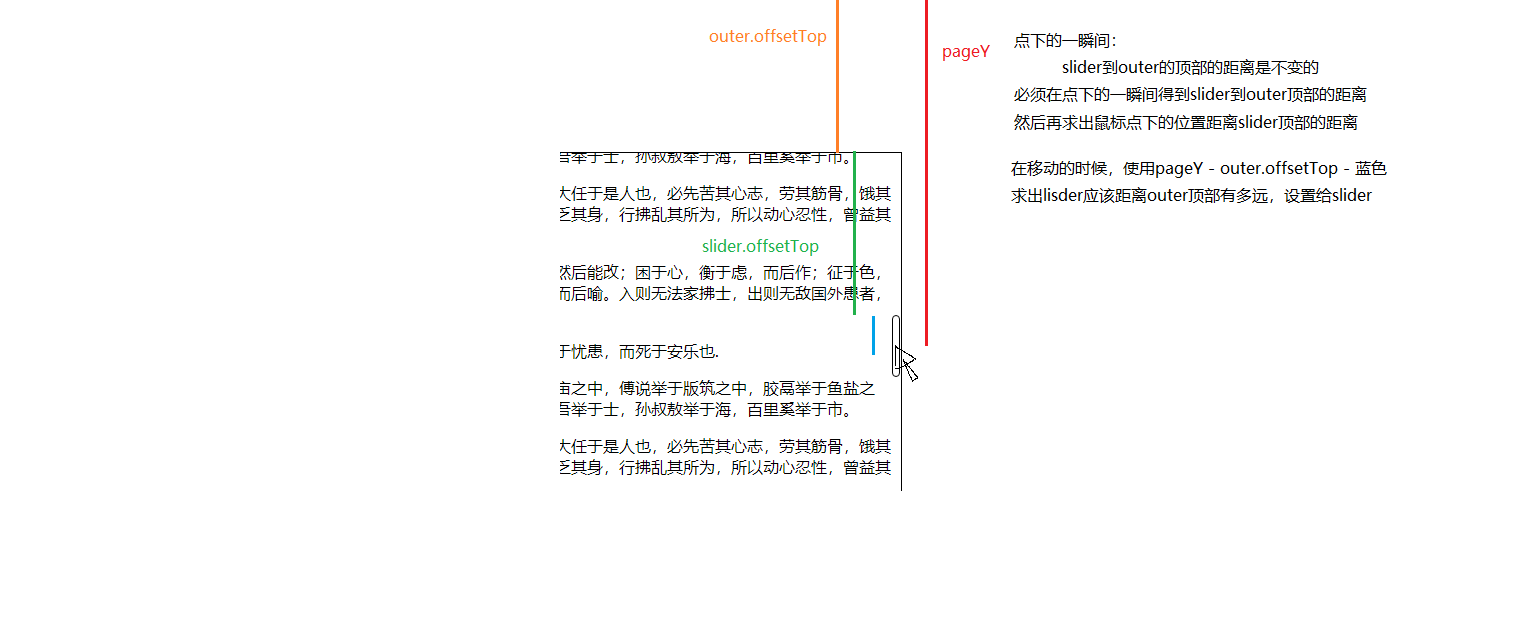 outer.offsetTop
pageY
点下的一瞬间：
slider到outer的顶部的距离是不变的
必须在点下的一瞬间得到slider到outer顶部的距离
然后再求出鼠标点下的位置距离slider顶部的距离
在移动的时候，使用pageY - outer.offsetTop - 蓝色
求出lisder应该距离outer顶部有多远，设置给slider
吾举于士，孙叔敖举于海，百里奚举于市。
大任于是人也，必先苦其心志，劳其筋骨，饿其
乏其身，行拂乱其所为，所以动心忍性，曾益其
slider.offsetTop
然后能改；困于心，衡于虑，而后作；征于色，
而后喻。入则无法家拂士，出则无敌国外患者，
于忧患，而死于安乐也.
亩之中，傅说举于版筑之中，胶鬲举于鱼盐之
吾举于士，孙叔敖举于海，百里奚举于市。
大任于是人也，必先苦其心志，劳其筋骨，饿其
乏其身，行拂乱其所为，所以动心忍性，曾益其